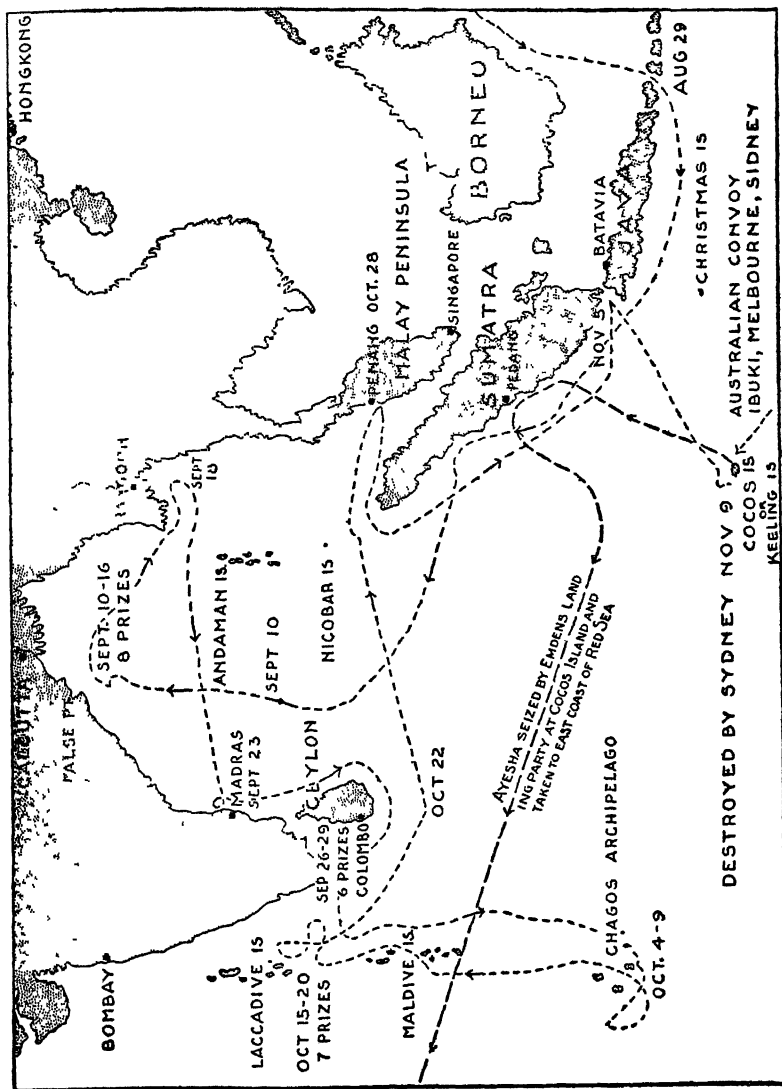 HONGKONG
CALCUTTA
FALSE PT
SEPT. 10-16
8 PRIZES
SEPT
18
BOMBAY
MADRAS
SEPT 23
ANDAMAN IS.
SEPT 10
NICOBAR IS
PENANG OCT. 28
MALAY PENINSULA
SINGAPORE
BORNEU
SUMATRA
PEDANG
BATAVIA
JAVA
AUG 29
NOV 5
CHRISTMAS IS
CEYLON
COLOMBO
SEP 26-29
6 PRIZES
LACCADIVE IS
OCT 15-20
7 PRIZES
MALDIVE IS.
OCT 22
AYESHA SEIZED BY EMDENS LAND
ING PARTY AT COCOS ISLAND AND
TAKEN TO EAST COAST OF RED SEA
CHAGOS ARCHIPELAGO
OCT. 4-9
DESTROYED BY SYDNEY NOV 9
COCOS IS
OR
KEELING IS
AUSTRALIAN CONVOY
IBUKI, MELBOURNE, SIDNEY